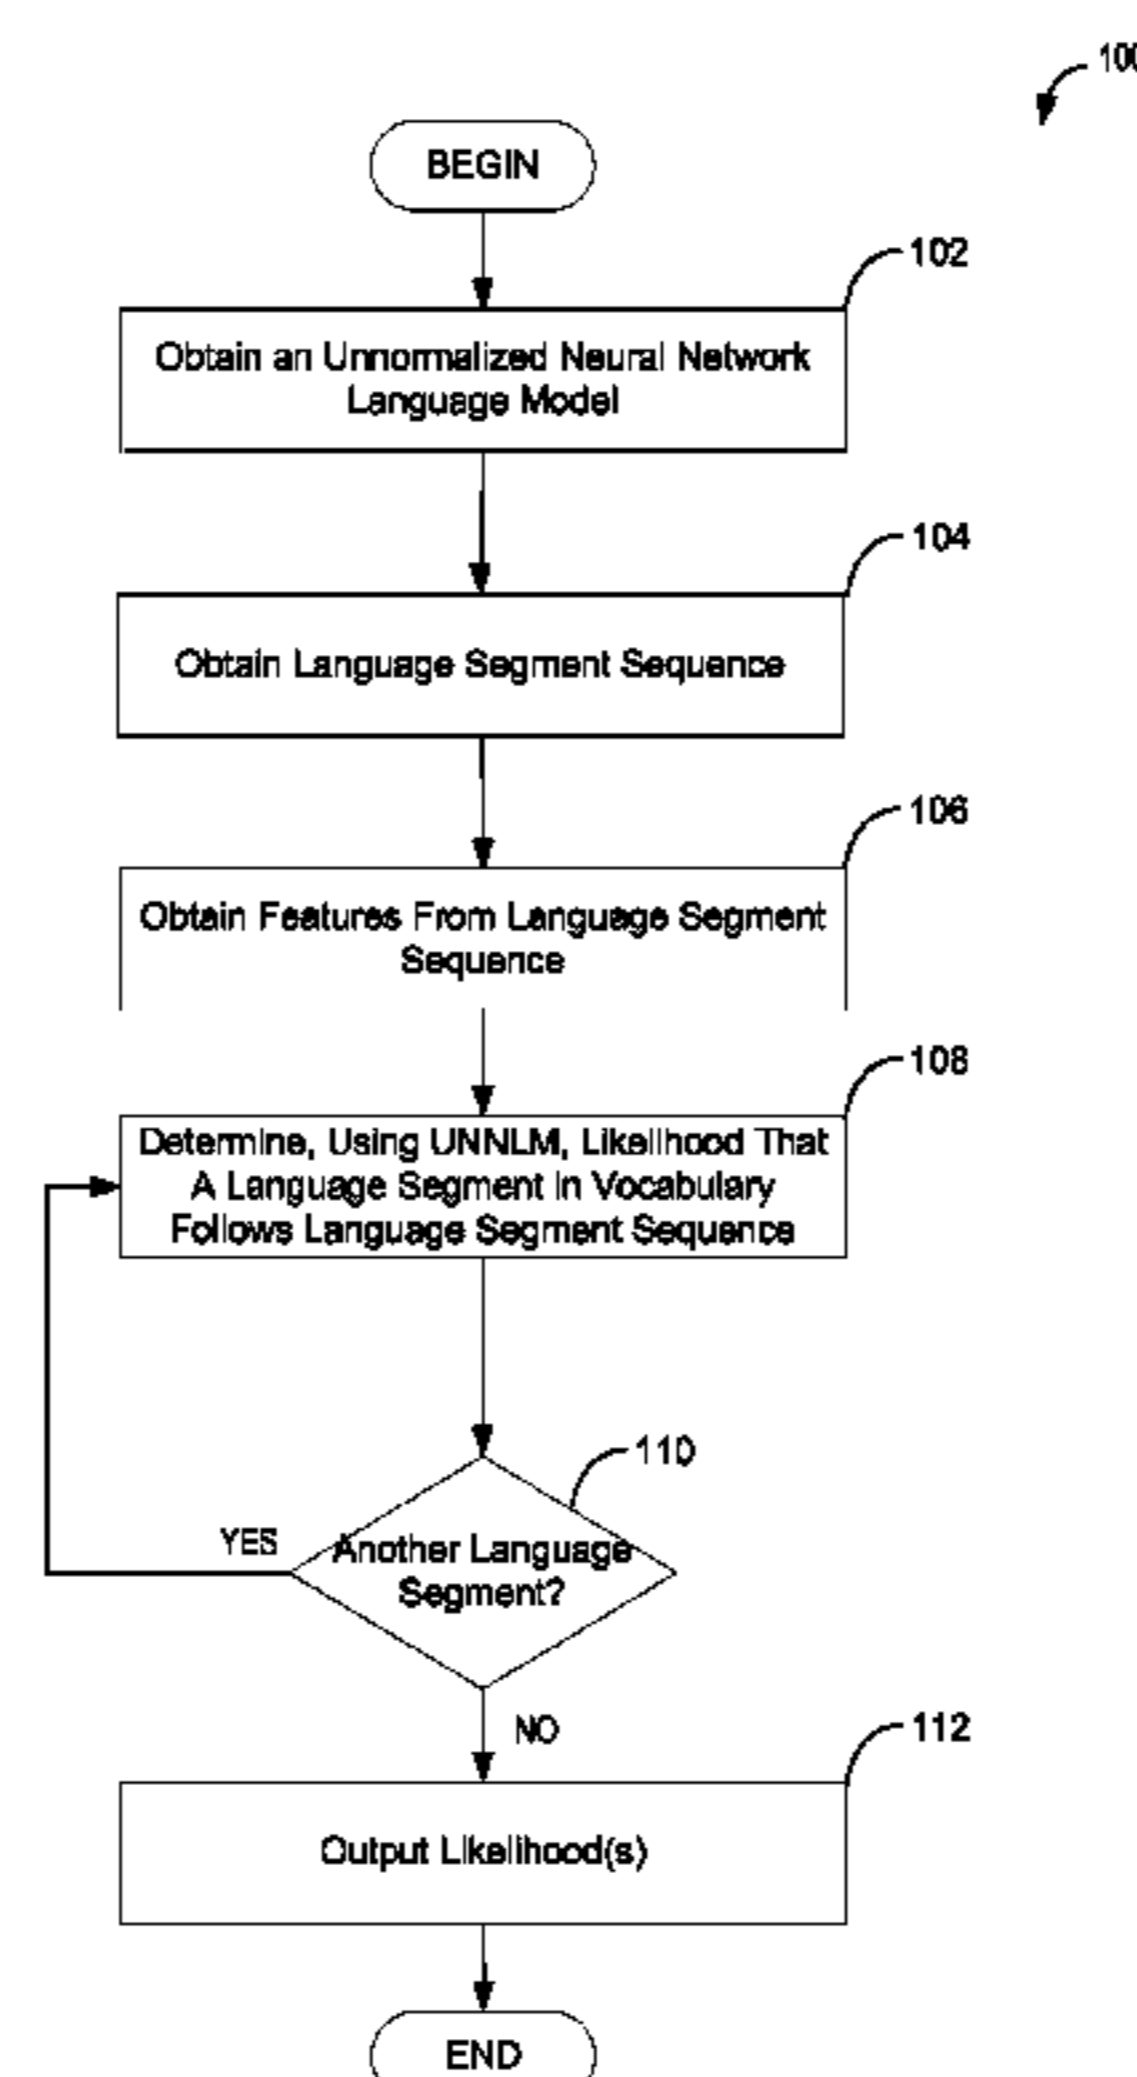 100
BEGIN
102
Obtain an Unnormalized Neural Network
Language Model
104
Obtain Language Segment Sequence
106
Obtain Features From Language Segment
Sequence
108
Determine, Using UNNLM, Likelihood That
A Language Segment In Vocabulary
Follows Language Segment Sequence
110
YES
Another Language
Segment?
NO
112
Output Likelihood(s)
END